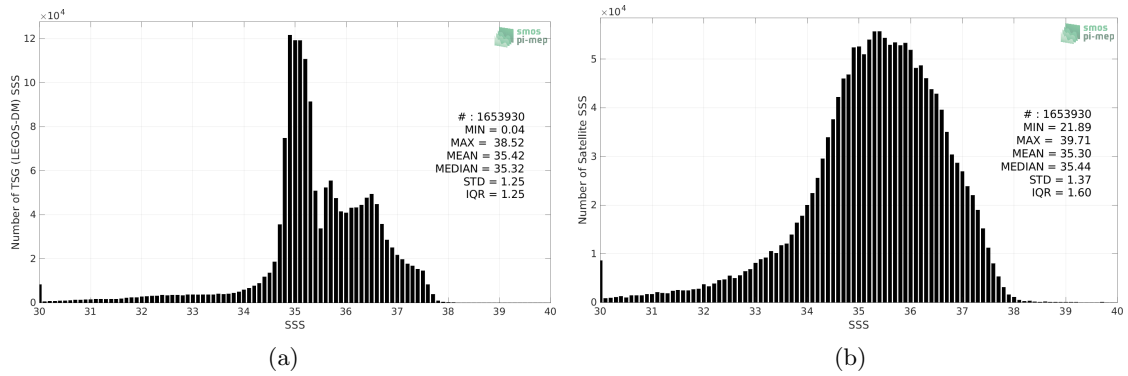 ×10⁴
smos
pi-mep
Number of TSG (LEGOS-DM) SSS
12
10
8
6
4
2
0
# : 1653930
MIN = 0.04
MAX =  38.52
MEAN = 35.42
MEDIAN = 35.32
STD = 1.25
IQR = 1.25
30 31 32 33 34 35 36 37 38 39 40
SSS
(a)
×10⁴
smos
pi-mep
Number of Satellite SSS
5
4
3
2
1
0
# : 1653930
MIN = 21.89
MAX =  39.71
MEAN = 35.30
MEDIAN = 35.44
STD = 1.37
IQR = 1.60
30 31 32 33 34 35 36 37 38 39 40
SSS
(b)